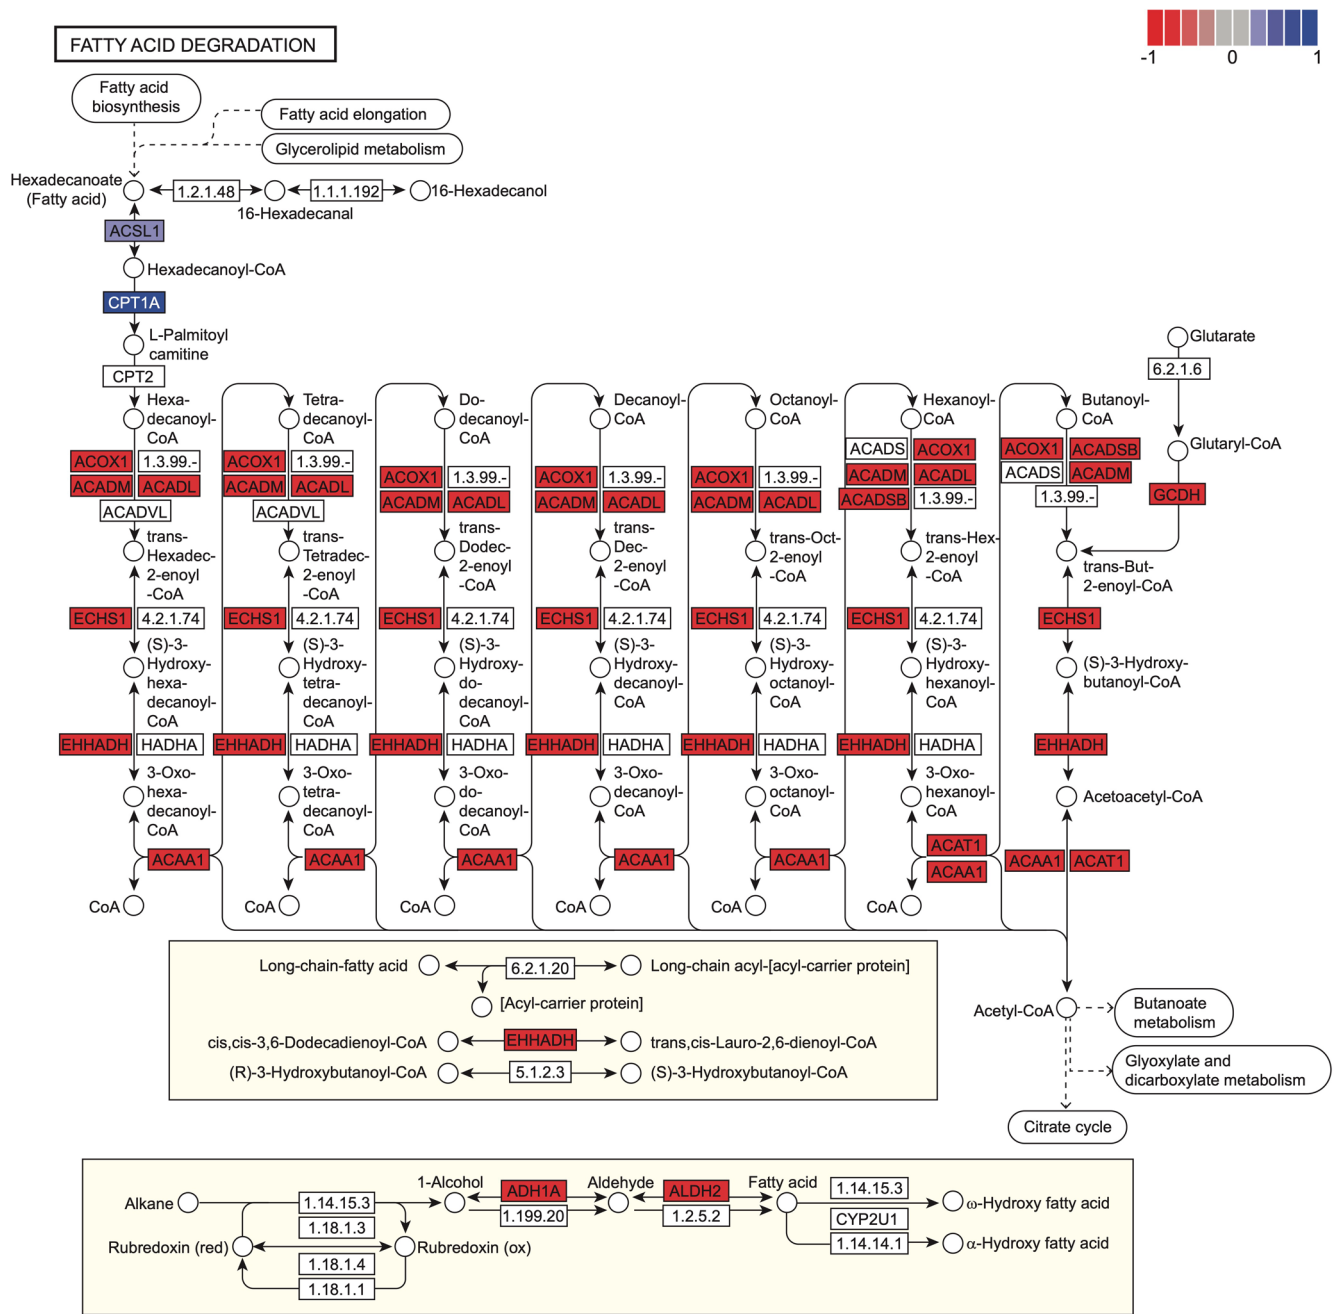 FATTY ACID DEGRADATION
-1 0 1
Fatty acid
biosynthesis
Fatty acid elongation
Glycerolipid metabolism
Hexadecanoate
(Fatty acid)
1.2.1.48
1.1.1.192
16-Hexadecanol
16-Hexadecanal
ACSL1
Hexadecanoyl-CoA
CPT1A
L-Palmitoyl
camitine
CPT2
Glutarate
6.2.1.6
Glutaryl-CoA
GCDH
Hexa-
decanoyl-
CoA
ACOX1 1.3.99.-
ACADM ACADL
ACADVL
trans-
Hexadec-
2-enoyl
-CoA
ECHS1 4.2.1.74
(S)-3-
Hydroxy-
hexa-
decanoyl-
CoA
EHHADH HADHA
3-Oxo-
hexa-
decanoyl-
CoA
ACAA1
CoA
Tetra-
decanoyl-
CoA
ACOX1 1.3.99.-
ACADM ACADL
ACADVL
trans-
Tetradec-
2-enoyl
-CoA
ECHS1 4.2.1.74
(S)-3-
Hydroxy-
tetra-
decanoyl-
CoA
EHHADH HADHA
3-Oxo-
tetra-
decanoyl-
CoA
ACAA1
CoA
Do-
decanoyl-
CoA
ACOX1 1.3.99.-
ACADM ACADL
trans-
Dodec-
2-enoyl
-CoA
ECHS1 4.2.1.74
(S)-3-
Hydroxy-
do-
decanoyl-
CoA
EHHADH HADHA
3-Oxo-
do-
decanoyl-
CoA
ACAA1
CoA
Decanoyl-
CoA
ACOX1 1.3.99.-
ACADM ACADL
trans-
Dec-
2-enoyl
-CoA
ECHS1 4.2.1.74
(S)-3-
Hydroxy-
decanoyl-
CoA
EHHADH HADHA
3-Oxo-
decanoyl-
CoA
ACAA1
CoA
Octanoyl-
CoA
ACOX1 1.3.99.-
ACADM ACADL
trans-Oct-
2-enoyl
-CoA
ECHS1 4.2.1.74
(S)-3-
Hydroxy-
octanoyl-
CoA
EHHADH HADHA
3-Oxo-
octanoyl-
CoA
ACAA1
CoA
Hexanoyl-
CoA
ACADS ACOX1
ACADM ACADL
ACADSB 1.3.99.-
trans-Hex-
2-enoyl
-CoA
ECHS1 4.2.1.74
(S)-3-
Hydroxy-
hexanoyl-
CoA
EHHADH HADHA
3-Oxo-
hexanoyl-
CoA
ACAT1
ACAA1
CoA
Butanoyl-
CoA
ACOX1 ACADSB
ACADS ACADM
1.3.99.-
trans-But-
2-enoyl-CoA
ECHS1
(S)-3-Hydroxy-
butanoyl-CoA
EHHADH
Acetoacetyl-CoA
ACAA1 ACAT1
Acetyl-CoA
Butanoate
metabolism
Glyoxylate and
dicarboxylate metabolism
Citrate cycle
Long-chain-fatty acid 6.2.1.20 Long-chain acyl-[acyl-carrier protein]
[Acyl-carrier protein]
cis,cis-3,6-Dodecadienoyl-CoA EHHADH trans,cis-Lauro-2,6-dienoyl-CoA
(R)-3-Hydroxybutanoyl-CoA 5.1.2.3 (S)-3-Hydroxybutanoyl-CoA
Alkane
1.14.15.3
1.18.1.3
Rubredoxin (red)
Rubredoxin (ox)
1.18.1.4
1.18.1.1
1-Alcohol
ADH1A
1.199.20
Aldehyde
ALDH2
1.2.5.2
Fatty acid
1.14.15.3
ω-Hydroxy fatty acid
CYP2U1
1.14.14.1
α-Hydroxy fatty acid